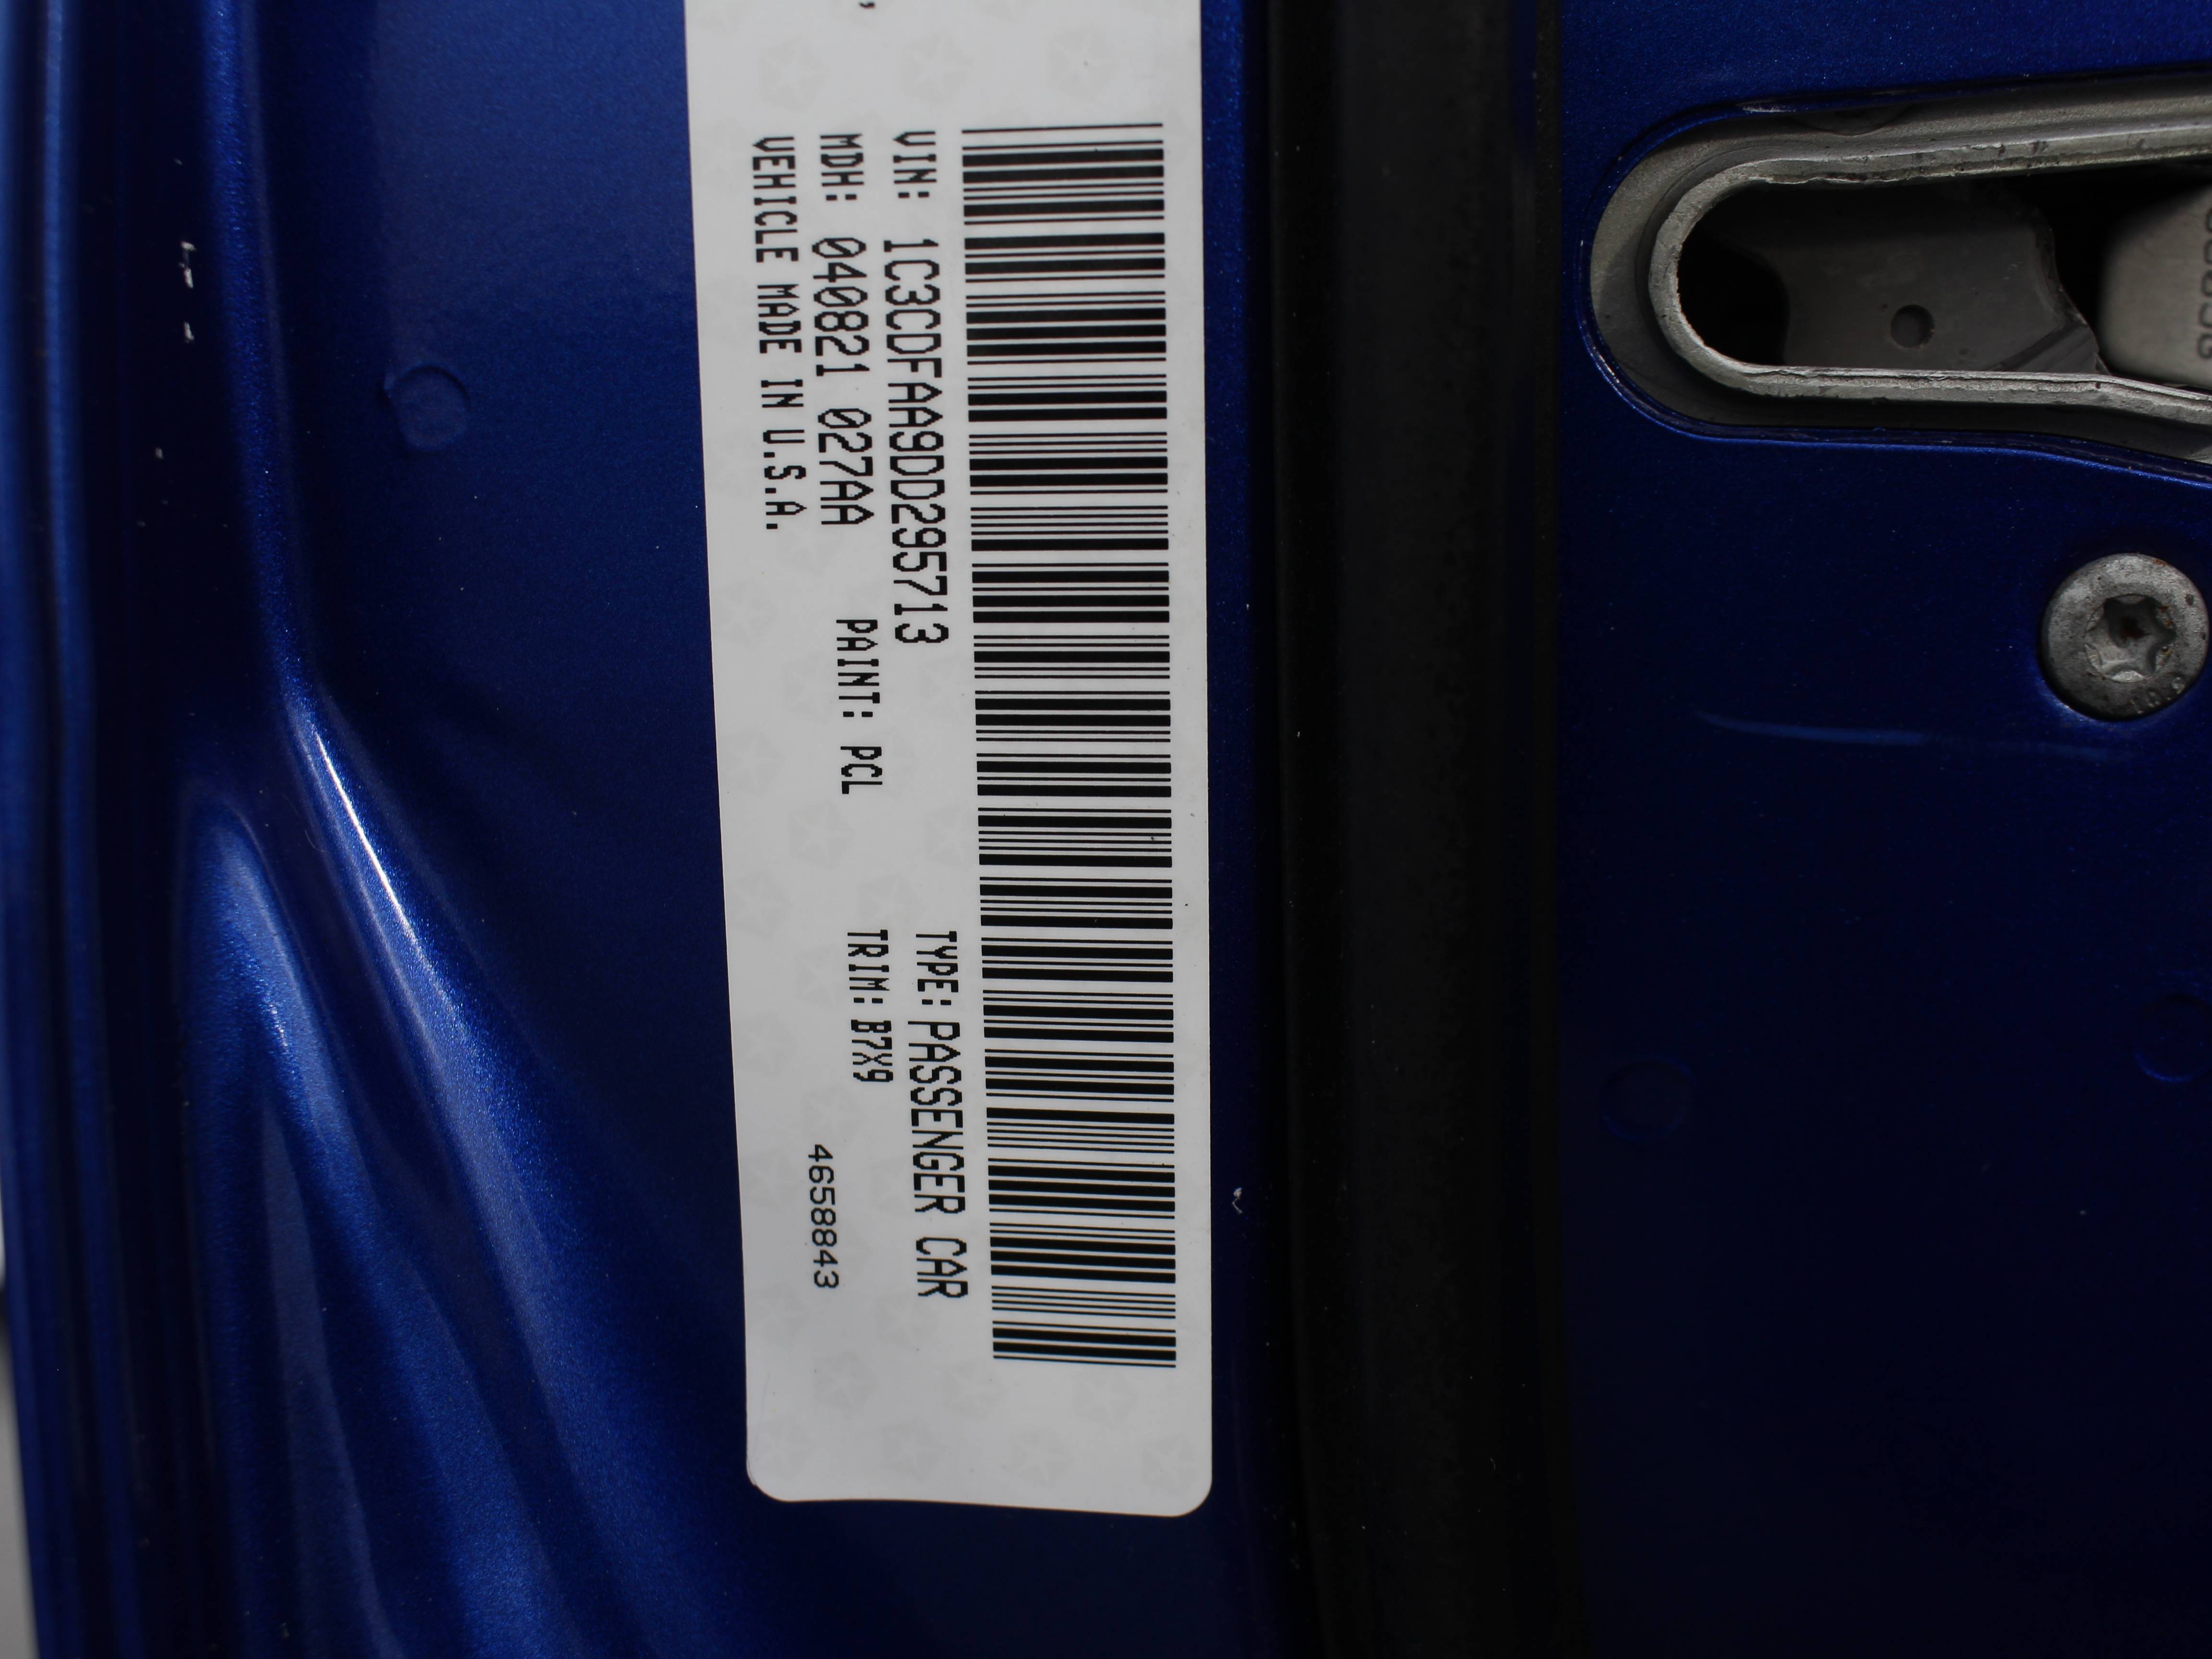 VIN: 1C3CDFAA9DD295713 TYPE: PASSENGER CAR
MDH: 040821 027AA PAINT: PCL TRIM: B7X9
VEHICLE MADE IN U.S.A. 4658843